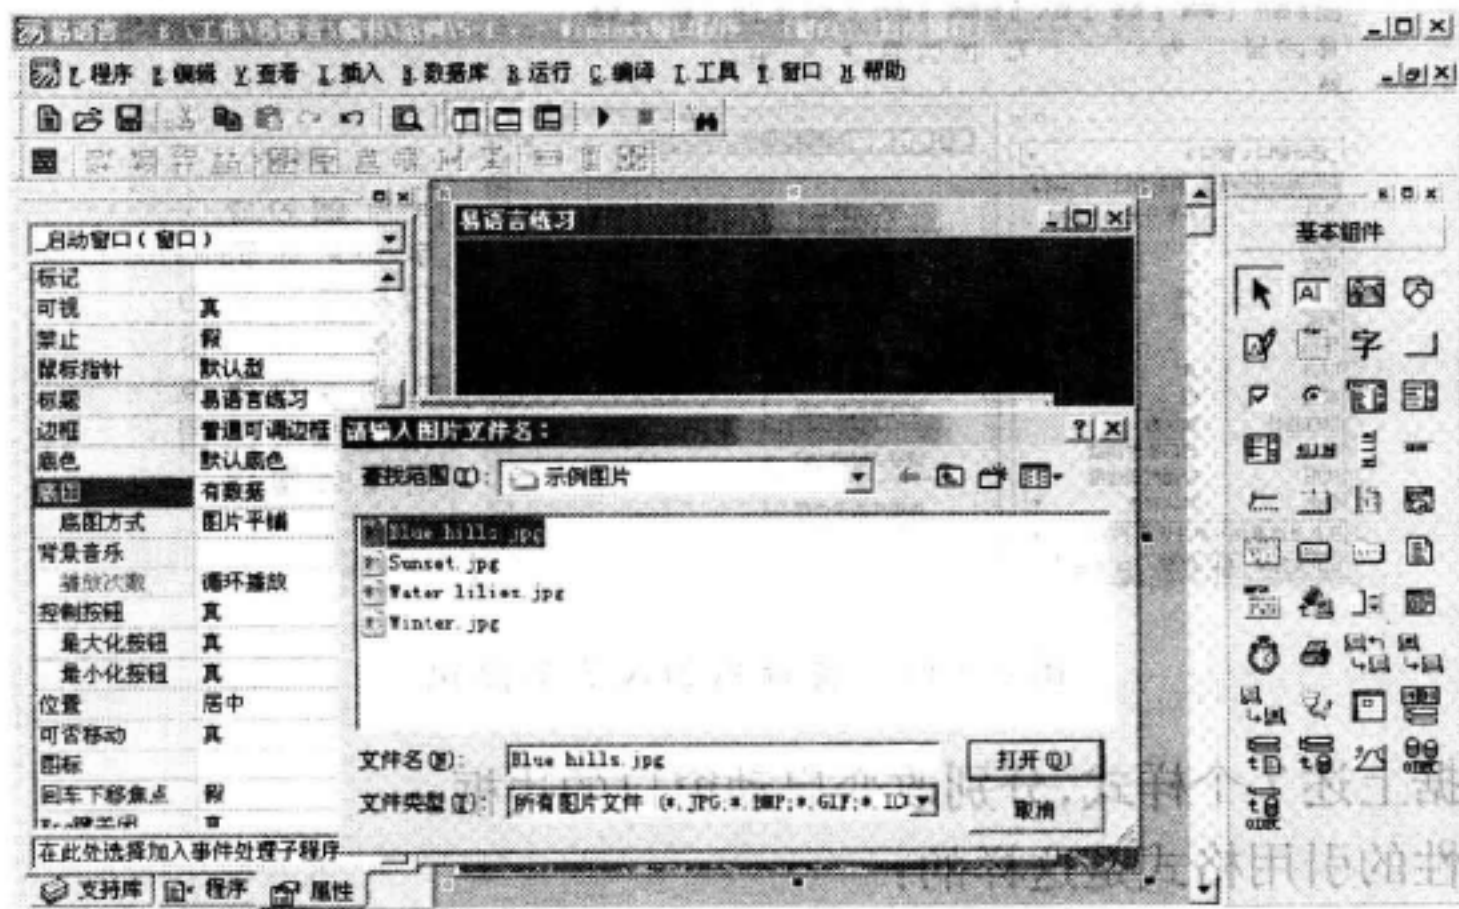 易语言
F.程序 E.编辑 V.查看 I.插入 B.数据库 R.运行 C.编译 T.工具 W.窗口 H.帮助
_启动窗口（窗口）
标记
可视 真
禁止 假
鼠标指针 默认型
标题 易语言练习
边框 普通可调边框
底色 默认底色
底图 有数据
底图方式 图片平铺
背景音乐
播放次数 循环播放
控制按钮 真
最大化按钮 真
最小化按钮 真
位置 居中
可否移动 真
图标
回车下移焦点 假
Esc键关闭 真
在此处选择加入事件处理子程序
支持库 程序 属性
易语言练习
请输入图片文件名：
查找范围(I): 示例图片
Blue hills.jpg
Sunset.jpg
Water lilies.jpg
Winter.jpg
文件名(N): Blue hills.jpg 打开(O)
文件类型(T): 所有图片文件 (*.JPG;*.BMP;*.GIF;*.ICO 取消
基本组件
字
ODBC
ODBC